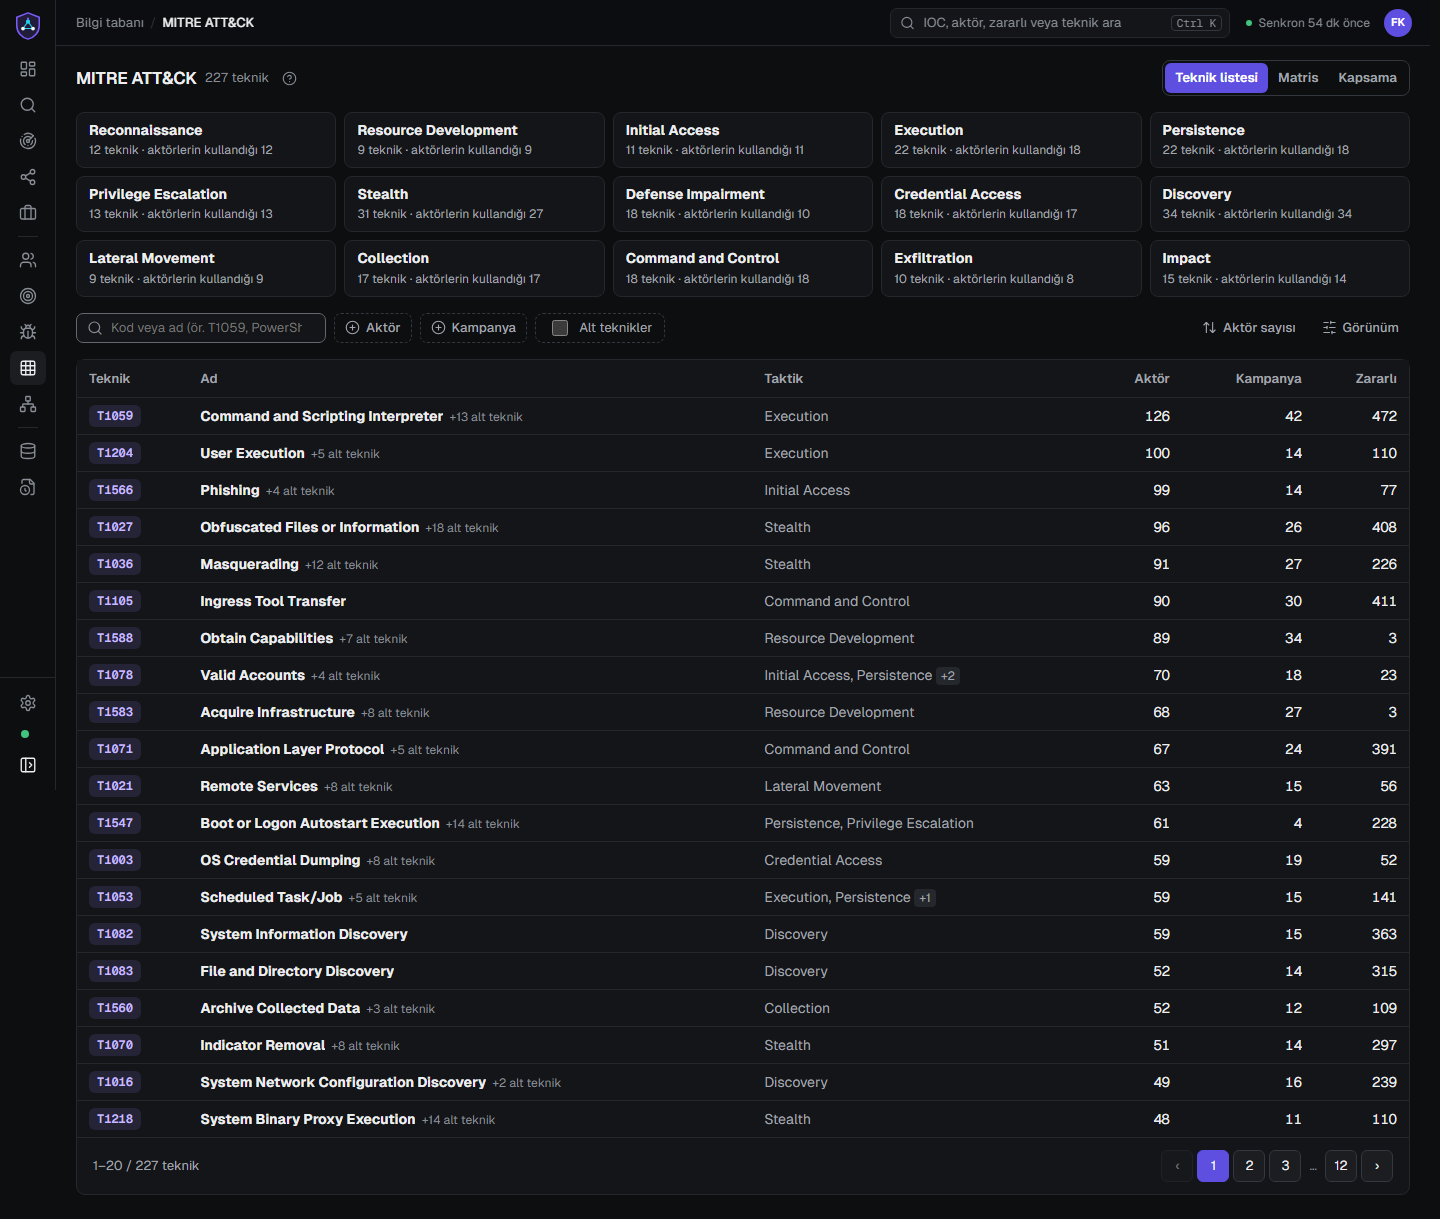 Bilgi tabanı / MITRE ATT&CK
IOC, aktör, zararlı veya teknik ara Ctrl K
Senkron 54 dk önce
FK
MITRE ATT&CK 227 teknik
Teknik listesi Matris Kapsama
Reconnaissance
12 teknik · aktörlerin kullandığı 12
Resource Development
9 teknik · aktörlerin kullandığı 9
Initial Access
11 teknik · aktörlerin kullandığı 11
Execution
22 teknik · aktörlerin kullandığı 18
Persistence
22 teknik · aktörlerin kullandığı 18
Privilege Escalation
13 teknik · aktörlerin kullandığı 13
Stealth
31 teknik · aktörlerin kullandığı 27
Defense Impairment
18 teknik · aktörlerin kullandığı 10
Credential Access
18 teknik · aktörlerin kullandığı 17
Discovery
34 teknik · aktörlerin kullandığı 34
Lateral Movement
9 teknik · aktörlerin kullandığı 9
Collection
17 teknik · aktörlerin kullandığı 17
Command and Control
18 teknik · aktörlerin kullandığı 18
Exfiltration
10 teknik · aktörlerin kullandığı 8
Impact
15 teknik · aktörlerin kullandığı 14
Kod veya ad (ör. T1059, PowerSh
Aktör
Kampanya
Alt teknikler
Aktör sayısı
Görünüm
Teknik Ad Taktik Aktör Kampanya Zararlı
T1059 Command and Scripting Interpreter +13 alt teknik Execution 126 42 472
T1204 User Execution +5 alt teknik Execution 100 14 110
T1566 Phishing +4 alt teknik Initial Access 99 14 77
T1027 Obfuscated Files or Information +18 alt teknik Stealth 96 26 408
T1036 Masquerading +12 alt teknik Stealth 91 27 226
T1105 Ingress Tool Transfer Command and Control 90 30 411
T1588 Obtain Capabilities +7 alt teknik Resource Development 89 34 3
T1078 Valid Accounts +4 alt teknik Initial Access, Persistence +2 70 18 23
T1583 Acquire Infrastructure +8 alt teknik Resource Development 68 27 3
T1071 Application Layer Protocol +5 alt teknik Command and Control 67 24 391
T1021 Remote Services +8 alt teknik Lateral Movement 63 15 56
T1547 Boot or Logon Autostart Execution +14 alt teknik Persistence, Privilege Escalation 61 4 228
T1003 OS Credential Dumping +8 alt teknik Credential Access 59 19 52
T1053 Scheduled Task/Job +5 alt teknik Execution, Persistence +1 59 15 141
T1082 System Information Discovery Discovery 59 15 363
T1083 File and Directory Discovery Discovery 52 14 315
T1560 Archive Collected Data +3 alt teknik Collection 52 12 109
T1070 Indicator Removal +8 alt teknik Stealth 51 14 297
T1016 System Network Configuration Discovery +2 alt teknik Discovery 49 16 239
T1218 System Binary Proxy Execution +14 alt teknik Stealth 48 11 110
1–20 / 227 teknik
‹ 1 2 3 … 12 ›